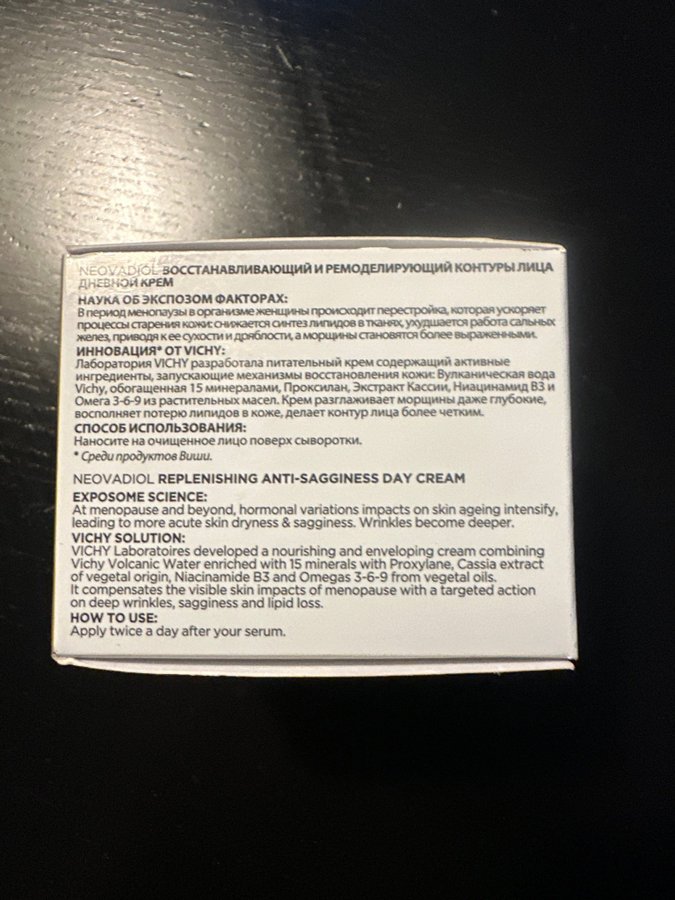 NEOVADIOL ВОССТАНАВЛИВАЮЩИЙ И РЕМОДЕЛИРУЮЩИЙ КОНТУРЫ ЛИЦА
ДНЕВНОЙ КРЕМ
НАУКА ОБ ЭКСПОЗОМ ФАКТОРАХ:
В период менопаузы в организме женщины происходит перестройка, которая ускоряет
процессы старения кожи: снижается синтез липидов в тканях, ухудшается работа сальных
желез, приводя к ее сухости и дряблости, а морщины становятся более выраженными.
ИННОВАЦИЯ* ОТ VICHY:
Лаборатория VICHY разработала питательный крем содержащий активные
ингредиенты, запускающие механизмы восстановления кожи: Вулканическая вода
Vichy, обогащенная 15 минералами, Проксилан, Экстракт Кассии, Ниацинамид В3 и
Омега 3-6-9 из растительных масел. Крем разглаживает морщины даже глубокие,
восполняет потерю липидов в коже, делает контур лица более четким.
СПОСОБ ИСПОЛЬЗОВАНИЯ:
Наносите на очищенное лицо поверх сыворотки.
* Среди продуктов Виши.
NEOVADIOL REPLENISHING ANTI-SAGGINESS DAY CREAM
EXPOSOME SCIENCE:
At menopause and beyond, hormonal variations impacts on skin ageing intensify,
leading to more acute skin dryness & sagginess. Wrinkles become deeper.
VICHY SOLUTION:
VICHY Laboratoires developed a nourishing and enveloping cream combining
Vichy Volcanic Water enriched with 15 minerals with Proxylane, Cassia extract
of vegetal origin, Niacinamide B3 and Omegas 3-6-9 from vegetal oils.
It compensates the visible skin impacts of menopause with a targeted action
on deep wrinkles, sagginess and lipid loss.
HOW TO USE:
Apply twice a day after your serum.